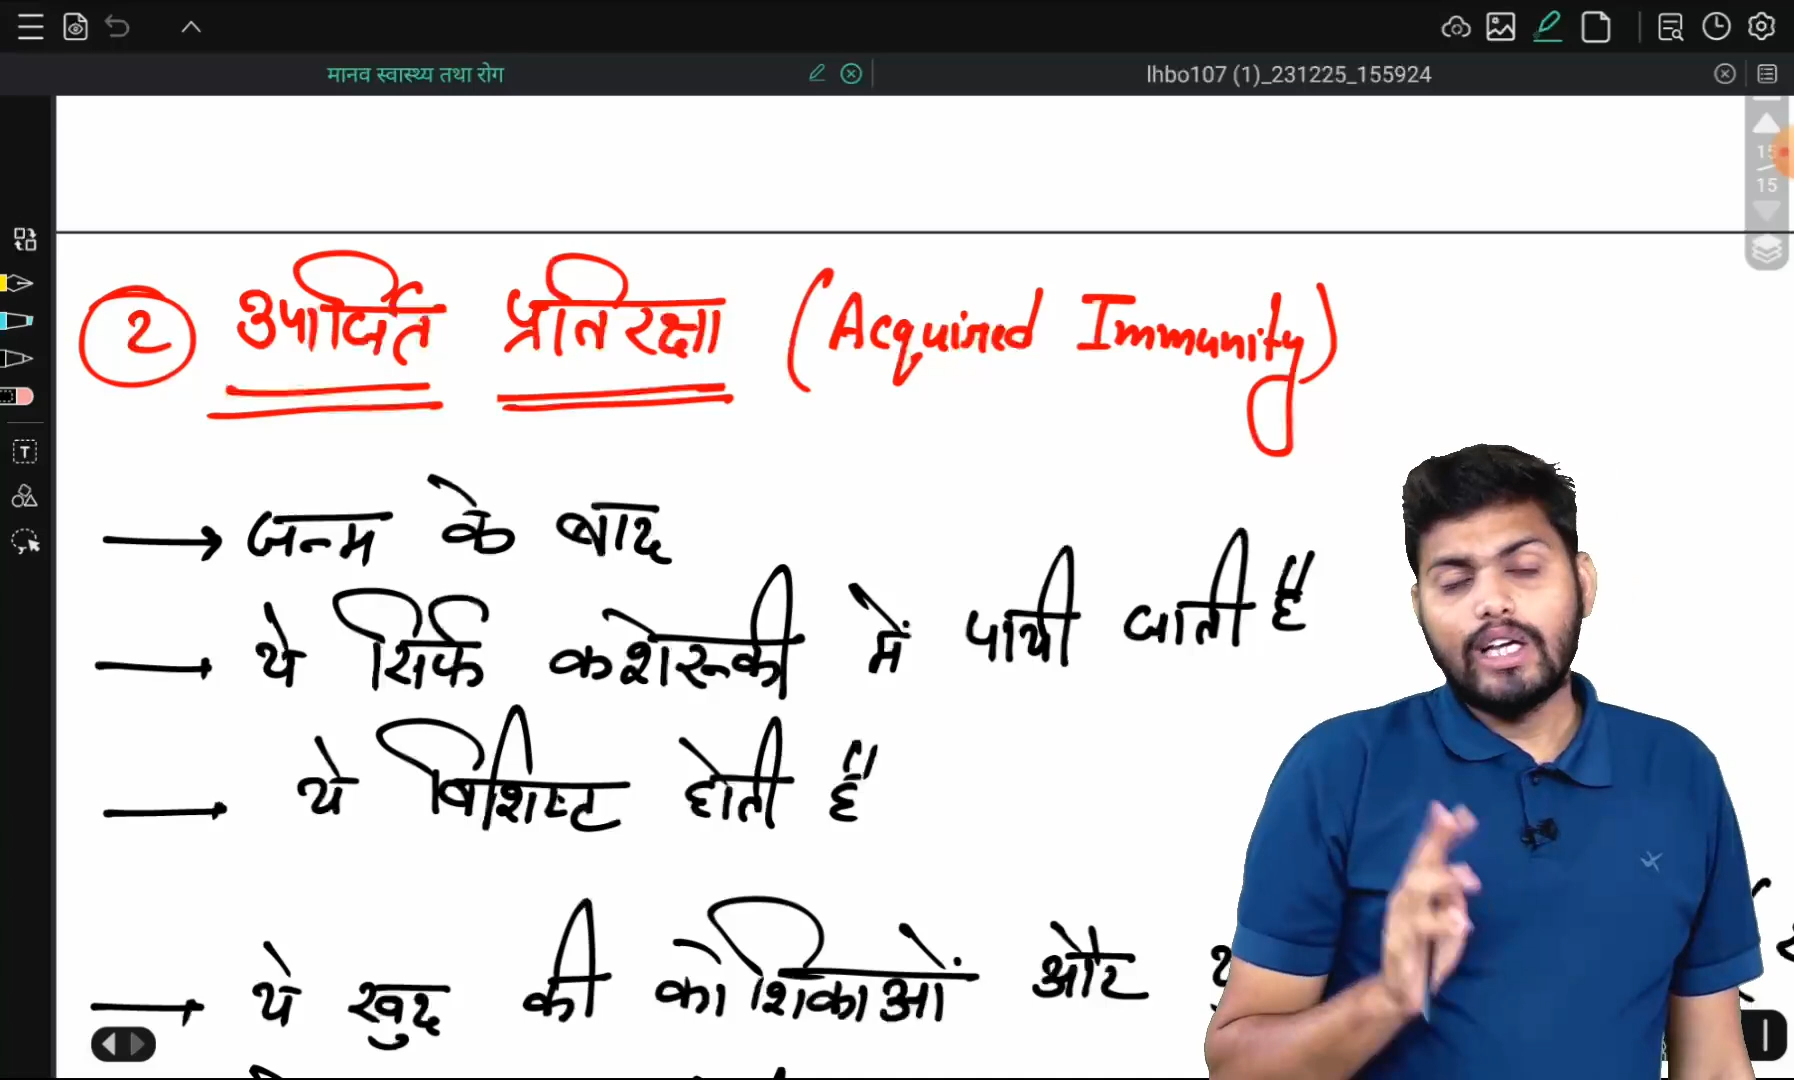 मानव स्वास्थ्य तथा रोग
lhbo107 (1)_231225_155924
15
15
2 उपार्जित प्रतिरक्षा (Acquired Immunity)
→ जन्म के बाद
→ ये सिर्फ कशेरूकी में पायी जाती है
→ ये विशिष्ट होती है
→ ये खुद की कोशिकाओं और